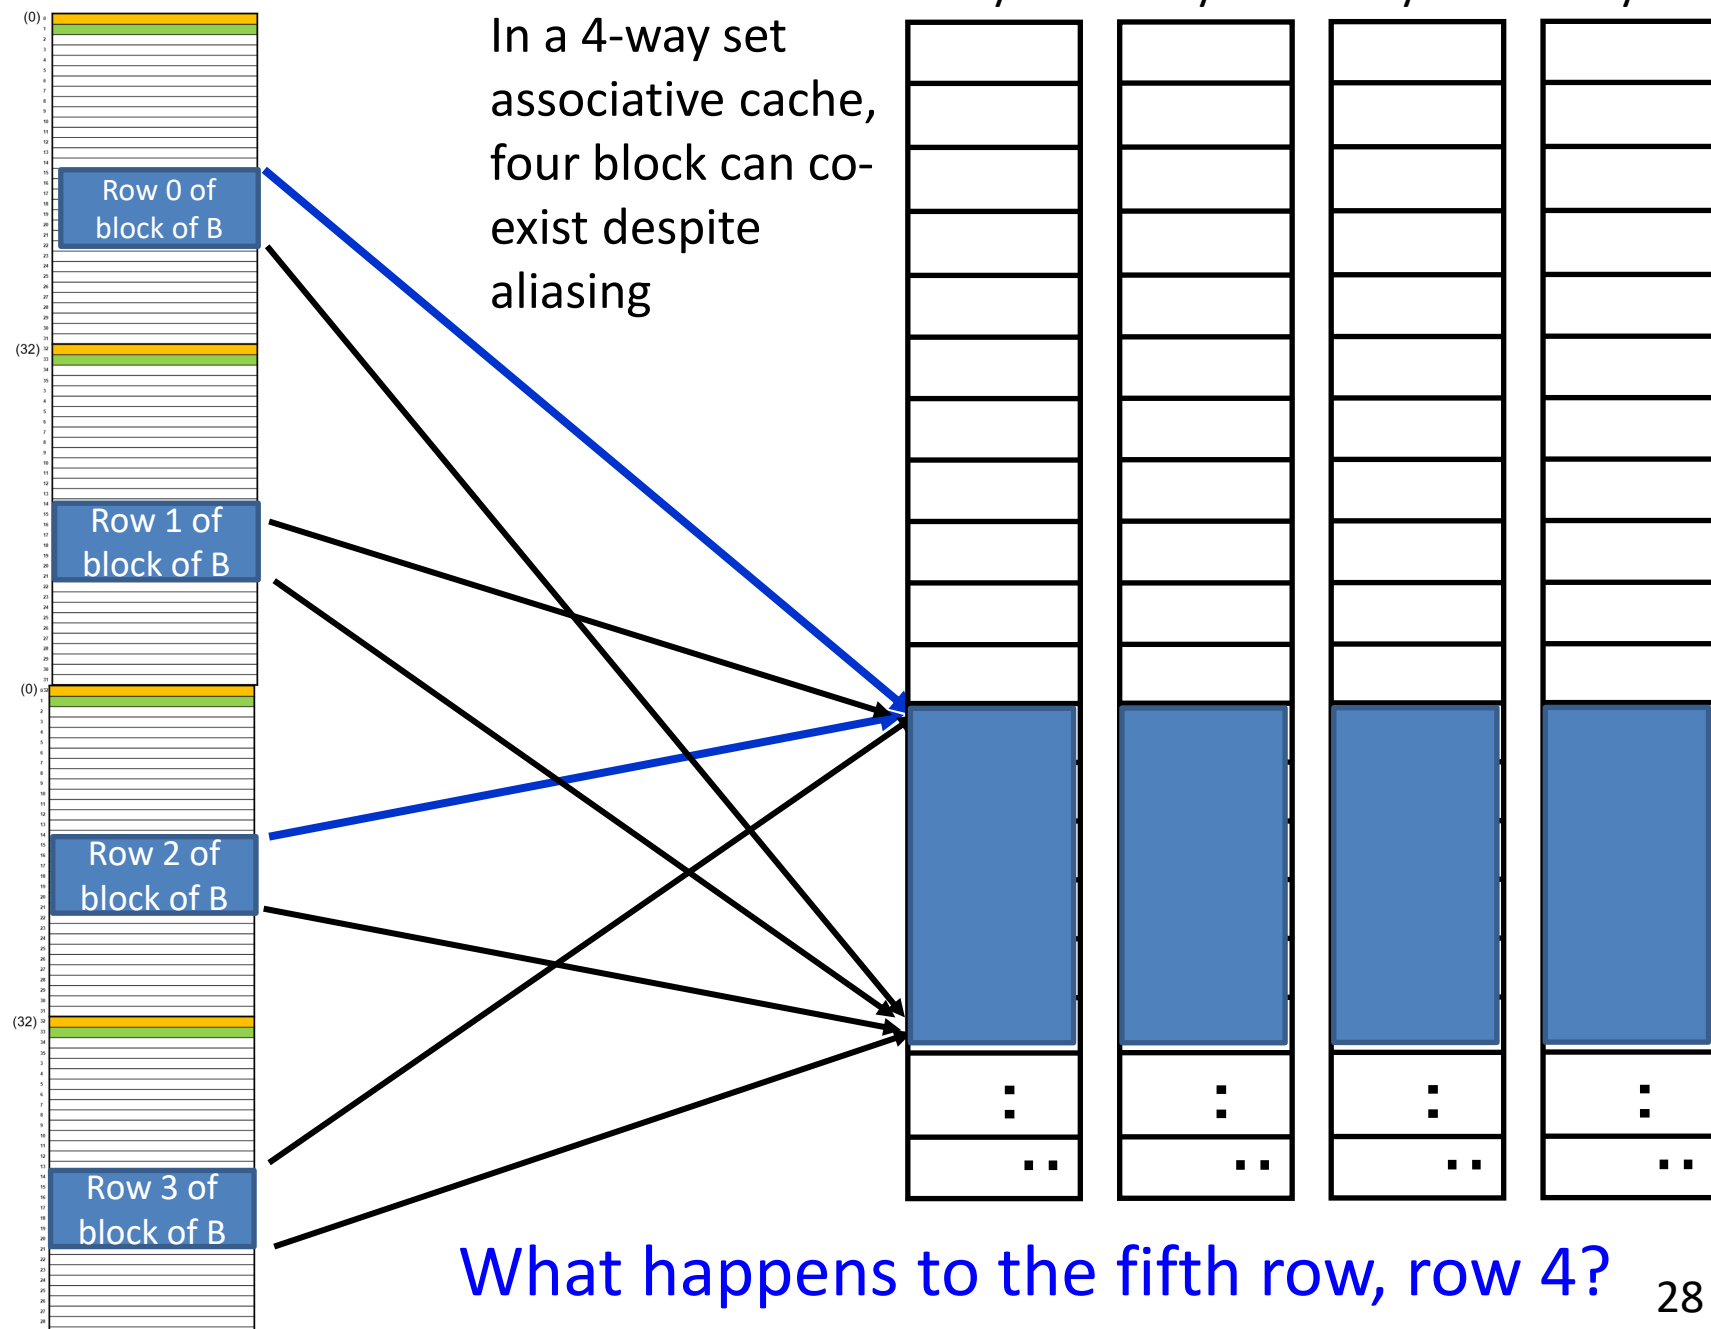 In a 4-way set
associative cache,
four block can co-
exist despite
aliasing
(0)
Row 0 of
block of B
(32)
Row 1 of
block of B
(0)
Row 2 of
block of B
(32)
Row 3 of
block of B
:
:
:
:
..
..
..
..
What happens to the fifth row, row 4?
28